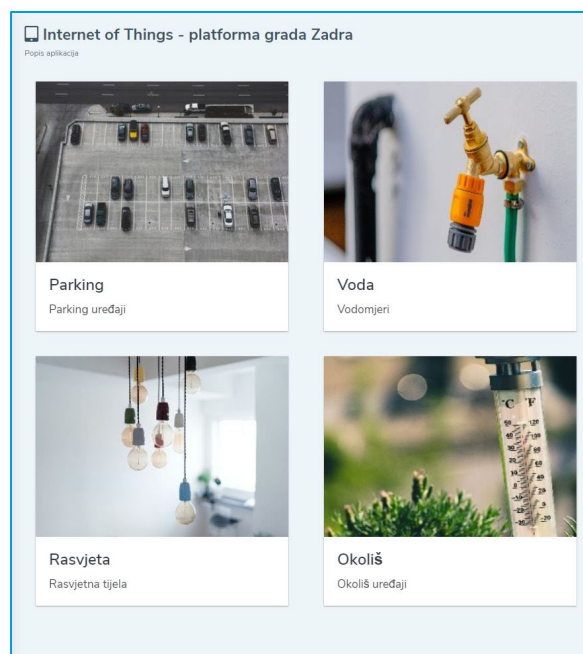 Internet of Things - platforma grada Zadra
Popis aplikacija
Parking
Parking uređaji
Voda
Vodomjeri
°C °F
Rasvjeta
Rasvjetna tijela
Okoliš
Okoliš uređaji